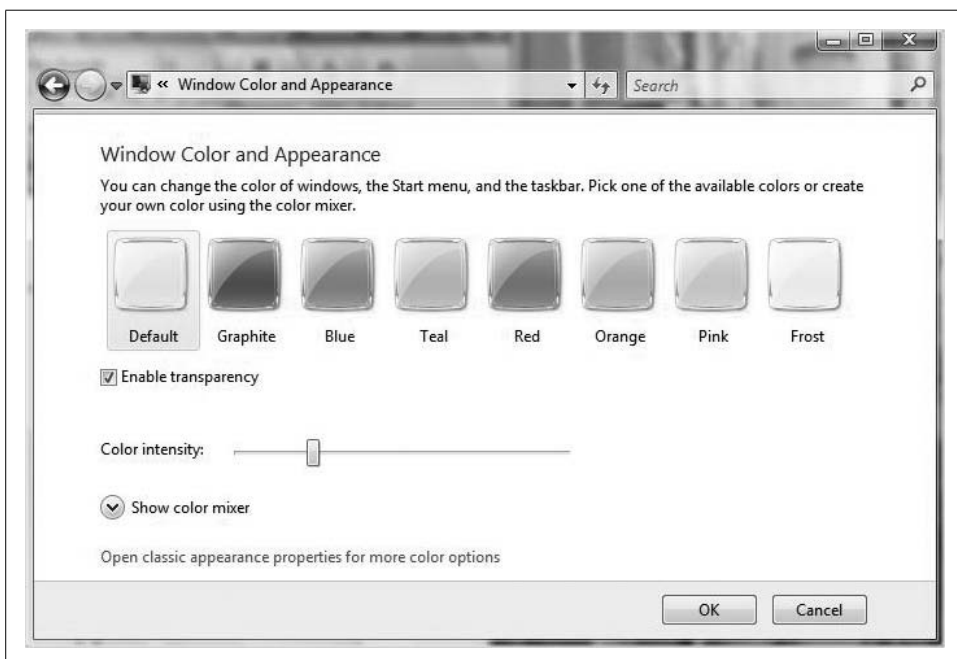 « Window Color and Appearance
Search
Window Color and Appearance
You can change the color of windows, the Start menu, and the taskbar. Pick one of the available colors or create
your own color using the color mixer.
Default Graphite Blue Teal Red Orange Pink Frost
Enable transparency
Color intensity:
Show color mixer
Open classic appearance properties for more color options
OK Cancel